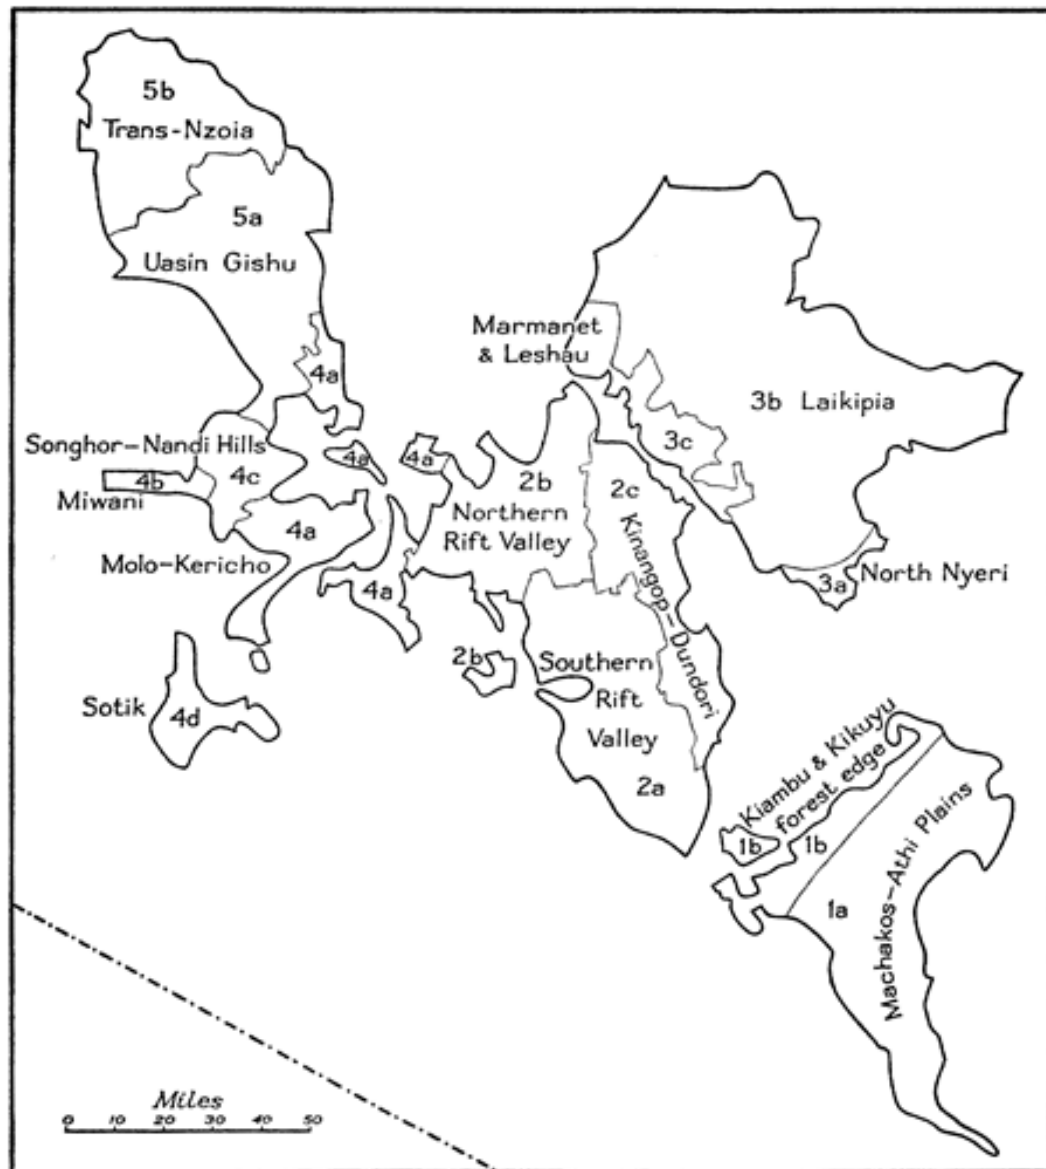 5b
Trans-Nzoia
5a
Uasin Gishu
Marmanet
& Leshau
4a
3b Laikipia
3c
Songhor-Nandi Hills
4a
4a
4b
4c
Miwani
2b
Northern
Rift Valley
2c
Kinangop-Dundori
4a
Molo-Kericho
4a
North Nyeri
3a
2b
Southern
Rift
Valley
2a
Sotik
4d
Kiambu & Kikuyu
forest edge
1b
1b
1a
Machakos-Athi Plains
Miles
0 10 20 30 40 50